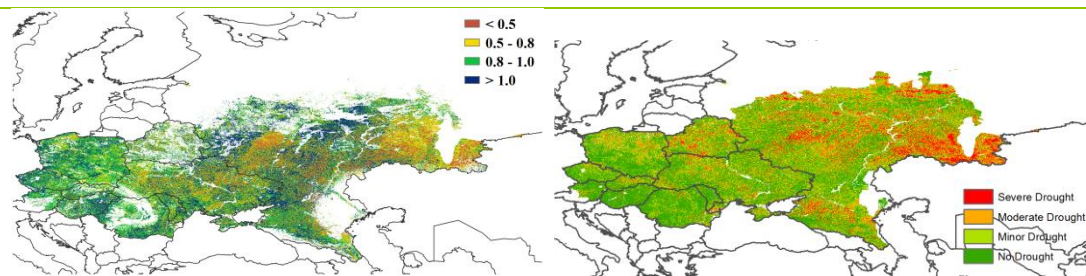 < 0.5
0.5 - 0.8
0.8 - 1.0
> 1.0
Severe Drought
Moderate Drought
Minor Drought
No Drought